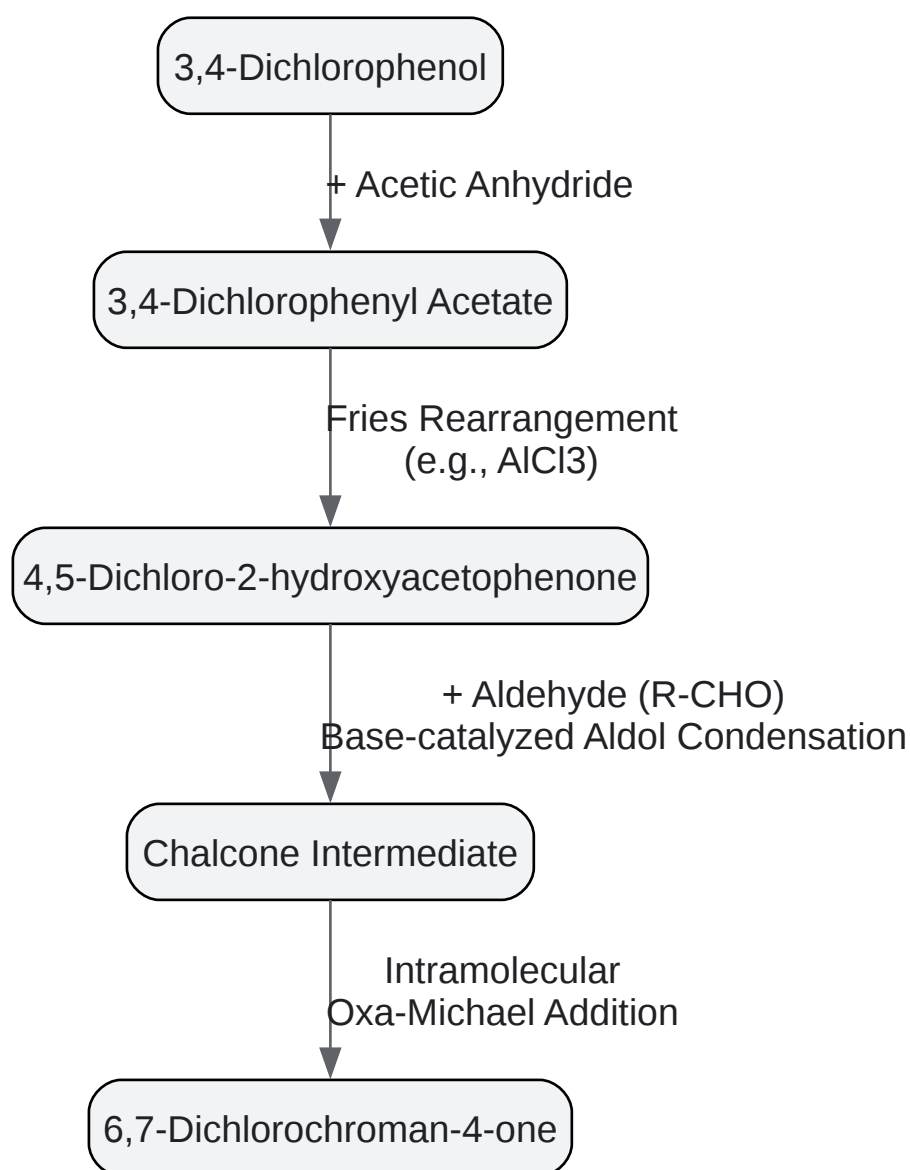 3,4-Dichlorophenol
+ Acetic Anhydride
3,4-Dichlorophenyl Acetate
Fries Rearrangement
(e.g., AlCl3)
4,5-Dichloro-2-hydroxyacetophenone
+ Aldehyde (R-CHO)
Base-catalyzed Aldol Condensation
Chalcone Intermediate
Intramolecular
Oxa-Michael Addition
6,7-Dichlorochroman-4-one